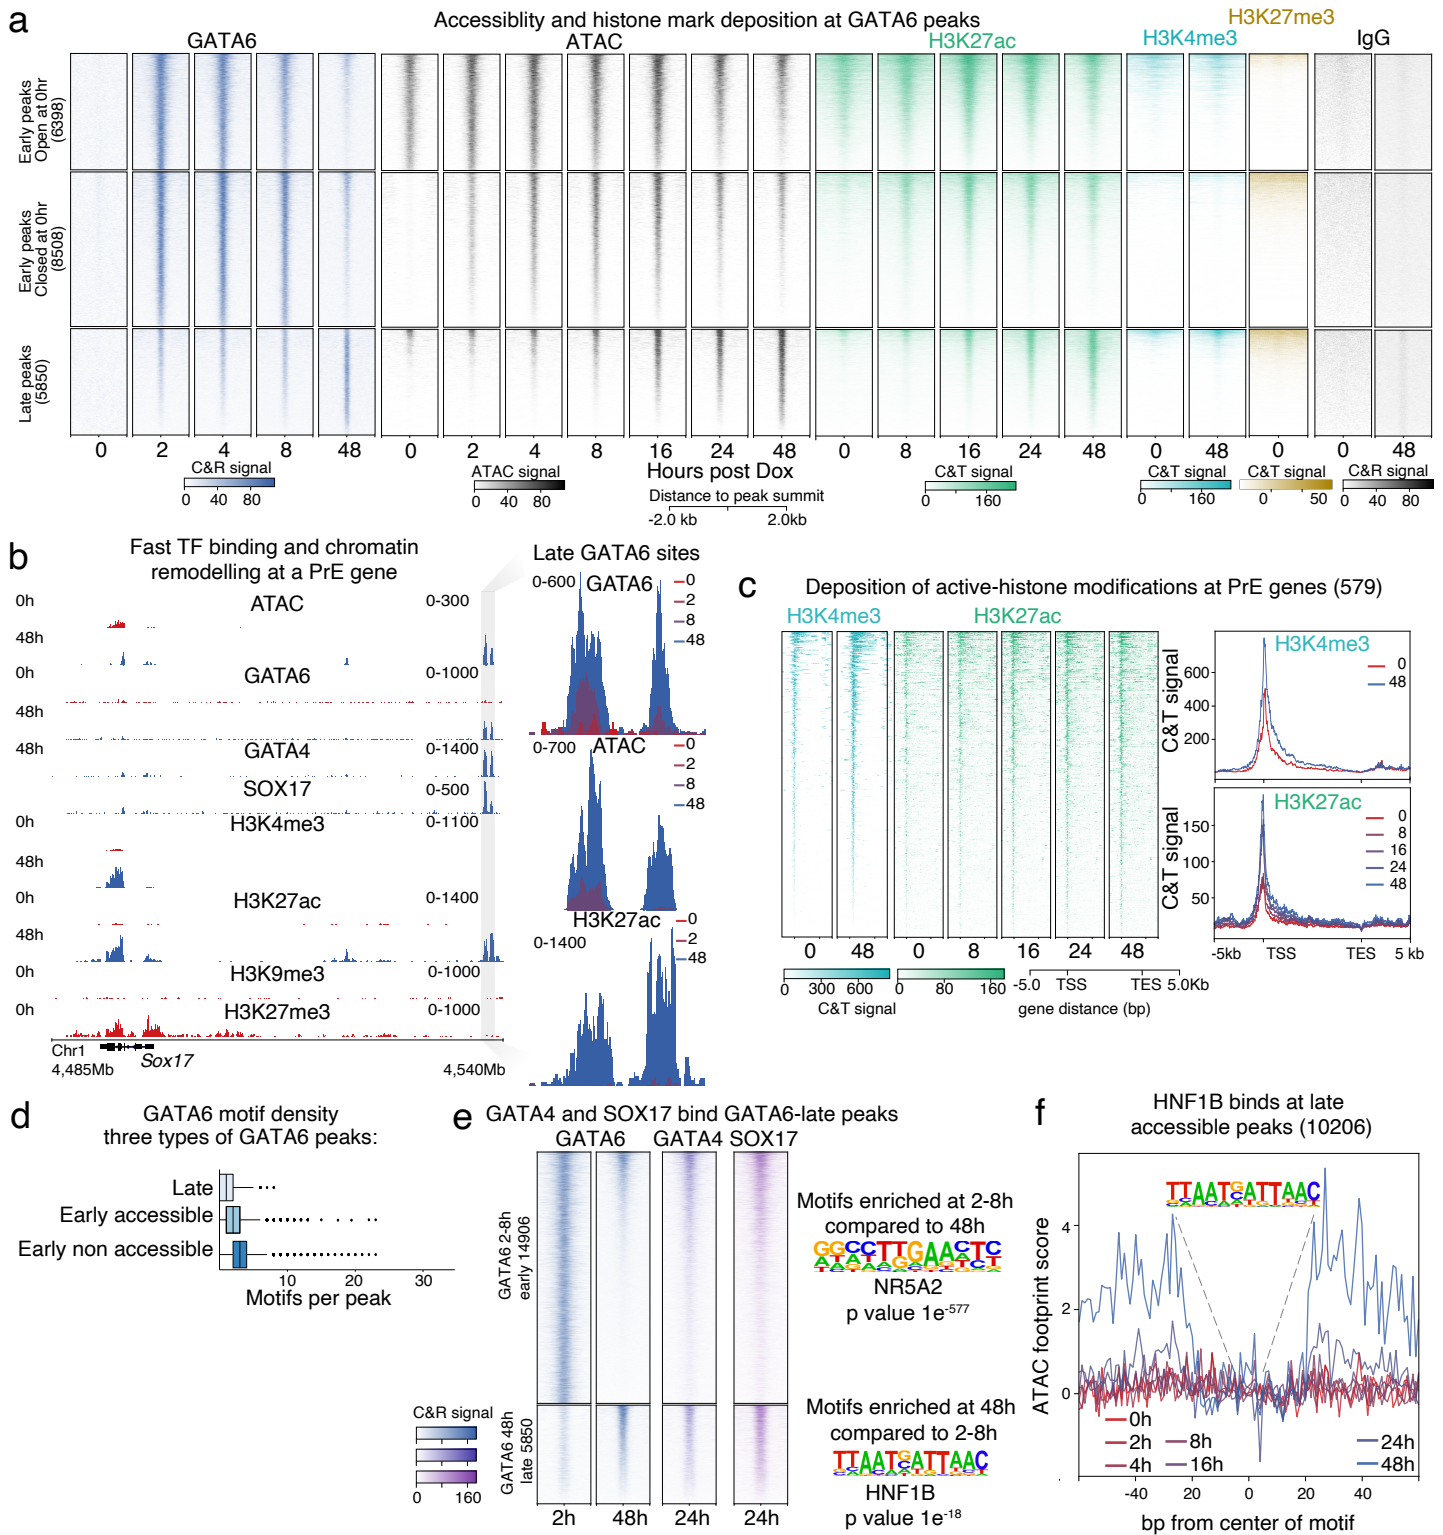 a
Accessiblity and histone mark deposition at GATA6 peaks
GATA6
ATAC
H3K27ac
H3K4me3
H3K27me3
IgG
Early peaks
Open at 0hr
(6398)
Early peaks
Closed at 0hr
(8508)
Late peaks
(5850)
0 2 4 8 48 0 2 4 8 16 24 48 0 8 16 24 48 0 48 0 0 48
Hours post Dox
C&R signal
0 40 80
ATAC signal
0 40 80
Distance to peak summit
-2.0 kb 2.0kb
C&T signal
0 160
C&T signal
0 160
C&T signal
0 50
C&R signal
0 40 80
b
Fast TF binding and chromatin
remodelling at a PrE gene
0h ATAC 0-300
48h
0h GATA6 0-1000
48h
48h GATA4 0-1400
SOX17 0-500
0h H3K4me3 0-1100
48h
0h H3K27ac 0-1400
48h
0h H3K9me3 0-1000
0h H3K27me3 0-1000
Chr1
4,485Mb
Sox17
4,540Mb
Late GATA6 sites
0-600 GATA6
0
2
8
48
0-700 ATAC
0
2
8
48
H3K27ac
0-1400
0
2
48
c
Deposition of active-histone modifications at PrE genes (579)
H3K4me3 H3K27ac
0 48 0 8 16 24 48
0 300 600
C&T signal
0 80 160
-5.0 TSS TES 5.0Kb
gene distance (bp)
H3K4me3
0
48
C&T signal
600
400
200
H3K27ac
0
8
16
24
48
C&T signal
150
100
50
-5kb TSS TES 5 kb
d
GATA6 motif density
three types of GATA6 peaks:
Late
Early accessible
Early non accessible
10 20 30
Motifs per peak
e
GATA4 and SOX17 bind GATA6-late peaks
GATA6 GATA4 SOX17
GATA6 2-8h
early 14906
GATA6 48h
late 5850
2h 48h 24h 24h
C&R signal
0 160
Motifs enriched at 2-8h
compared to 48h
GGCCTTGAACTC
NR5A2
p value 1e-577
Motifs enriched at 48h
compared to 2-8h
TTAATGATTAAC
HNF1B
p value 1e-18
f
HNF1B binds at late
accessible peaks (10206)
TTAATGATTAAC
ATAC footprint score
4
2
0
0h
2h
4h
8h
16h
24h
48h
-40 20 0 20 40
bp from center of motif